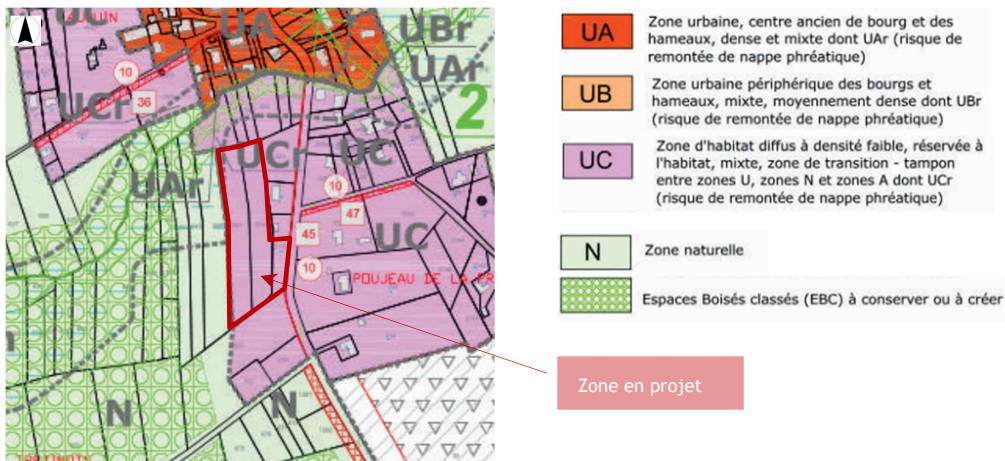 UC
UA
UBr
UAr
10
36
UCr
2
UCr
UC
UAr
10
47
45
UC
10
POUJEAU DE LA PR
N
N
UA
Zone urbaine, centre ancien de bourg et des
hameaux, dense et mixte dont UAr (risque de
remontée de nappe phréatique)
UB
Zone urbaine périphérique des bourgs et
hameaux, mixte, moyennement dense dont UBr
(risque de remontée de nappe phréatique)
UC
Zone d'habitat diffus à densité faible, réservée à
l'habitat, mixte, zone de transition - tampon
entre zones U, zones N et zones A dont UCr
(risque de remontée de nappe phréatique)
N
Zone naturelle
Espaces Boisés classés (EBC) à conserver ou à créer
Zone en projet